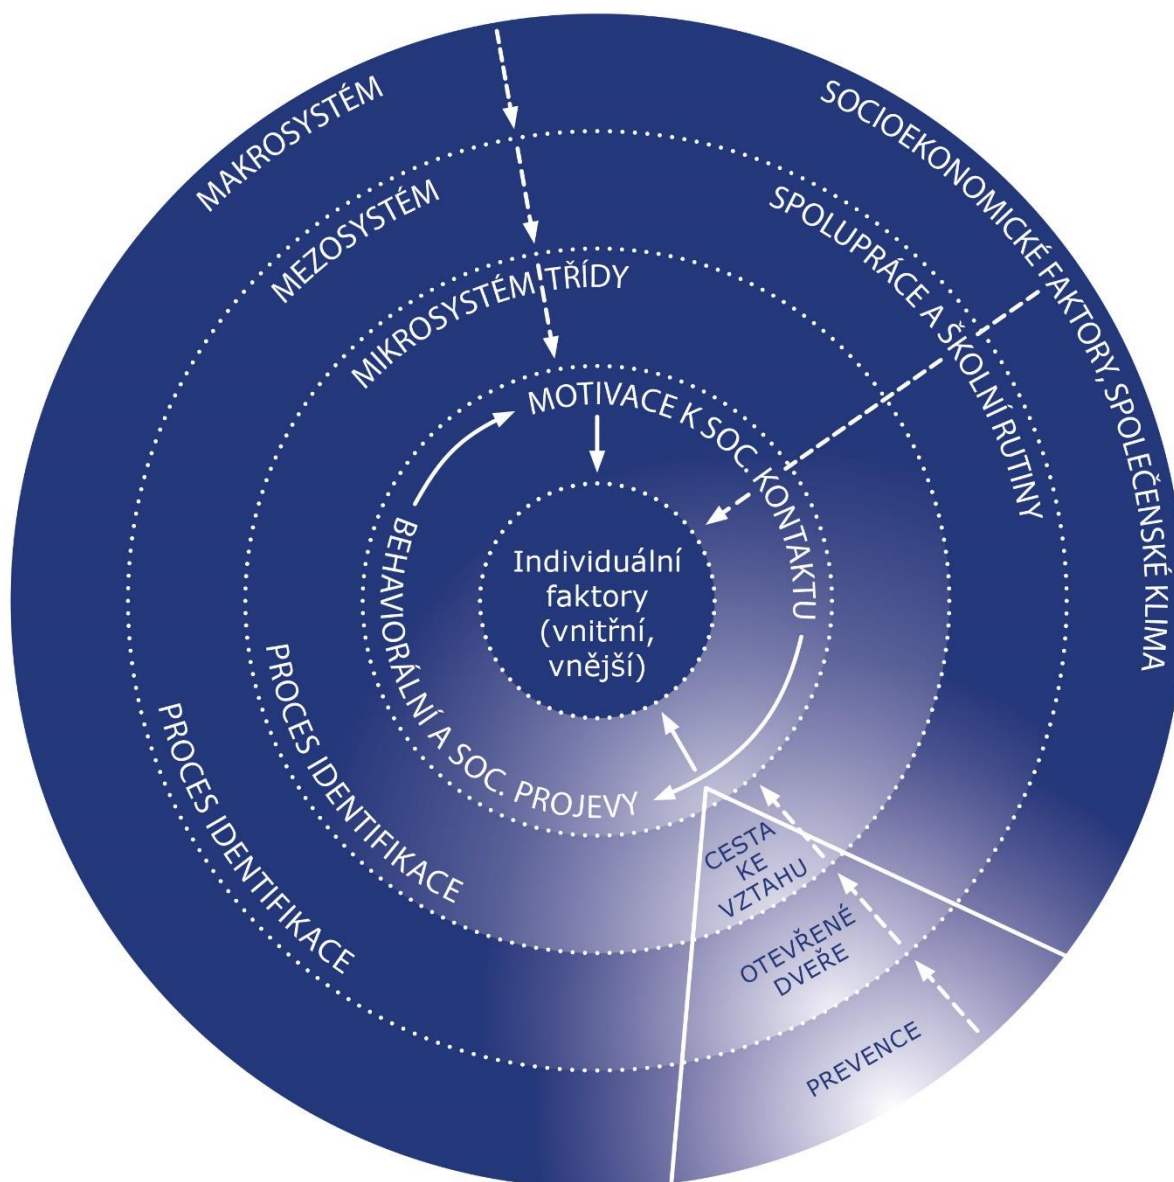 MAKROSYSTÉM
SOCIOEKONOMICKÉ FAKTORY, SPOLEČENSKÉ KLIMA
MEZOSYSTÉM
SPOLUPRÁCE A ŠKOLNÍ RUTINY
MIKROSYSTÉM TŘÍDY
MOTIVACE K SOC. KONTAKTU
BEHAVIORÁLNÍ A SOC. PROJEVY
Individuální
faktory
(vnitřní,
vnější)
PROCES IDENTIFIKACE
PROCES IDENTIFIKACE
CESTA
KE
VZTAHU
OTEVŘENÉ
DVEŘE
PREVENCE